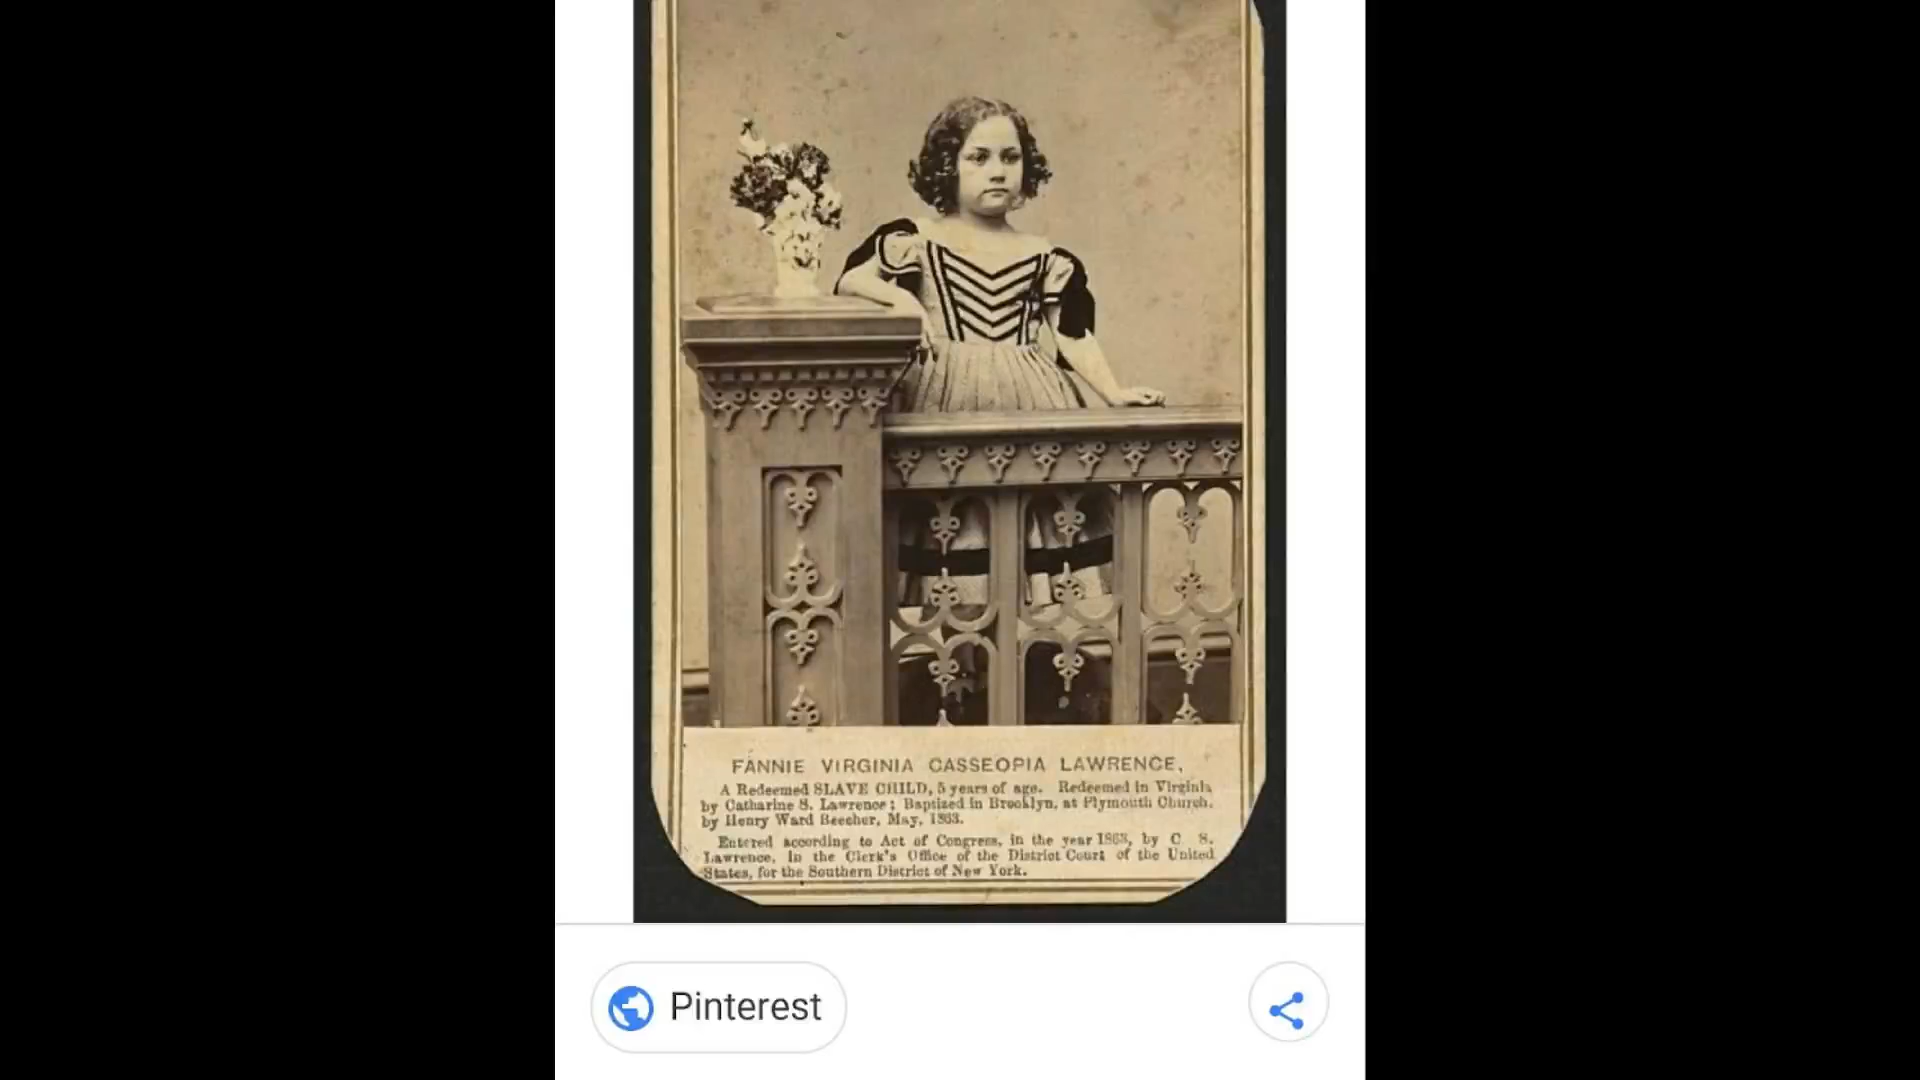 FANNIE VIRGINIA CASSEOPIA LAWRENCE,
A Redeemed SLAVE CHILD, 5 years of age. Redeemed in Virginia
by Catharine S. Lawrence; Baptized in Brooklyn, at Plymouth Church,
by Henry Ward Beecher, May, 1863.
Entered according to Act of Congress, in the year 1863, by C. S.
Lawrence, in the Clerk's Office of the District Court of the United
States, for the Southern District of New York.
Pinterest